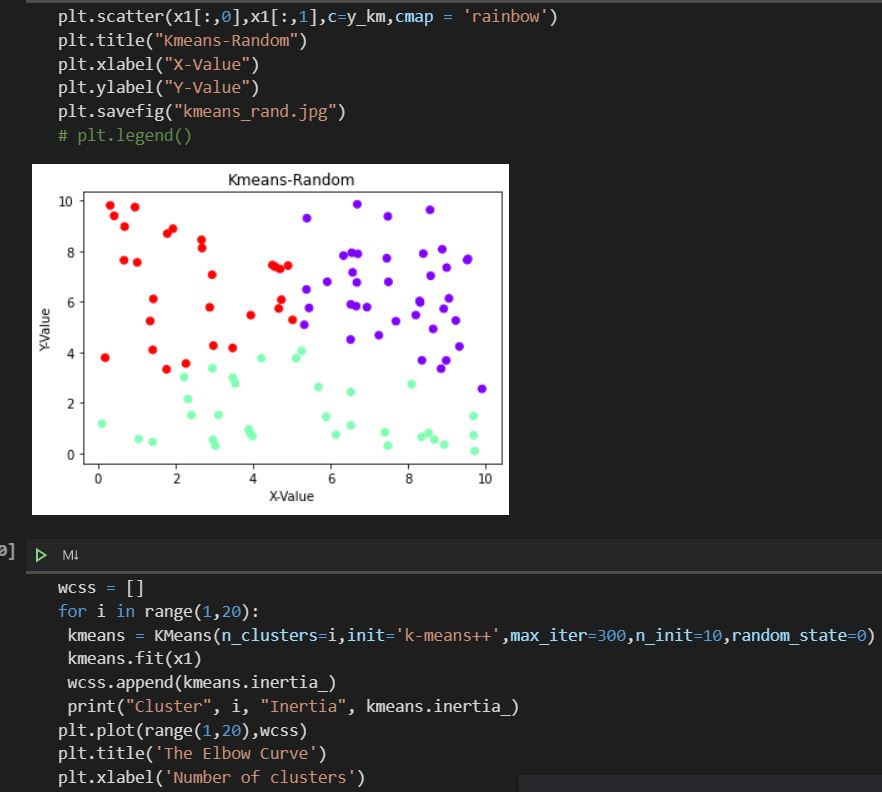 plt.scatter(x1[:,0],x1[:,1],c=y_km,cmap = 'rainbow')
plt.title("Kmeans-Random")
plt.xlabel("X-Value")
plt.ylabel("Y-Value")
plt.savefig("kmeans_rand.jpg")
# plt.legend()
Kmeans-Random
10
8
6
4
2
0
Y-Value
0 2 4 6 8 10
X-Value
0]
M↓
wcss = []
for i in range(1,20):
kmeans = KMeans(n_clusters=i,init='k-means++',max_iter=300,n_init=10,random_state=0)
kmeans.fit(x1)
wcss.append(kmeans.inertia_)
print("Cluster", i, "Inertia", kmeans.inertia_)
plt.plot(range(1,20),wcss)
plt.title('The Elbow Curve')
plt.xlabel('Number of clusters')